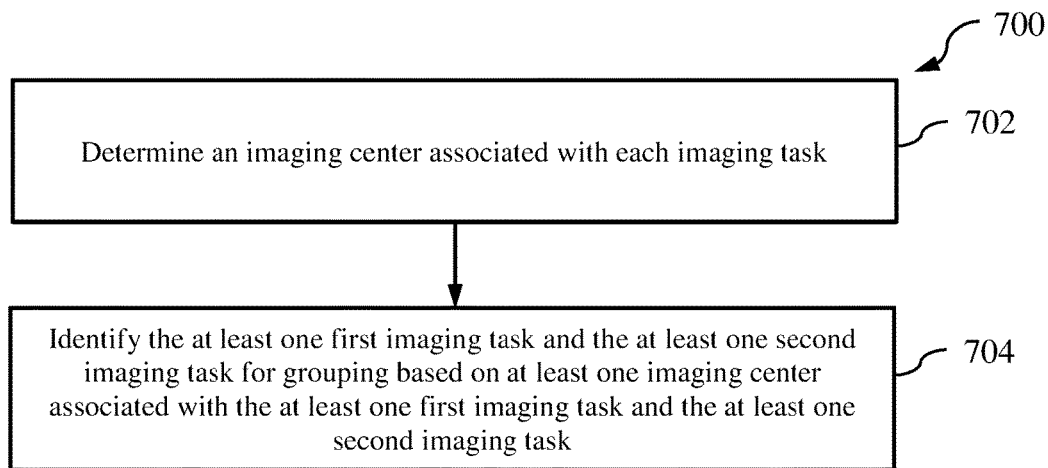 700
702
Determine an imaging center associated with each imaging task
Identify the at least one first imaging task and the at least one second
imaging task for grouping based on at least one imaging center
associated with the at least one first imaging task and the at least one
second imaging task
704